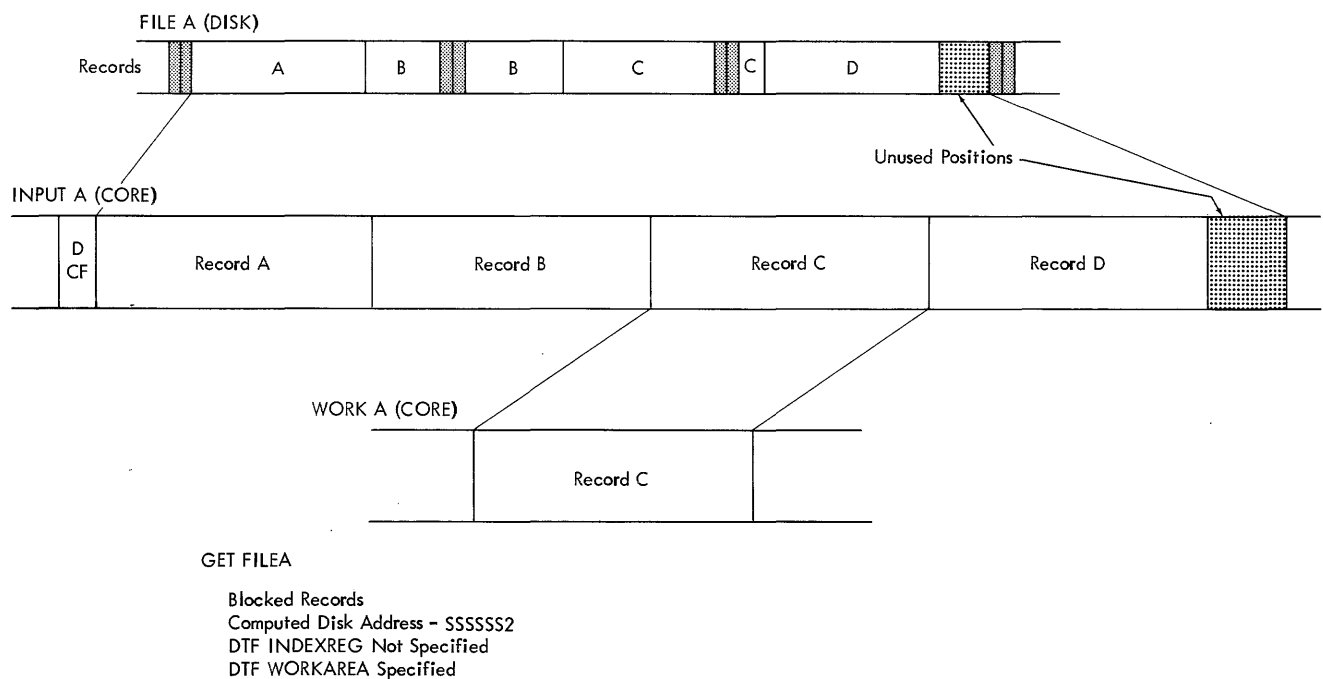 FILE A (DISK)
Records A B B C C D
Unused Positions
INPUT A (CORE)
D
CF
Record A Record B Record C Record D
WORK A (CORE)
Record C
GET FILEA
Blocked Records
Computed Disk Address - SSSSSS2
DTF INDEXREG Not Specified
DTF WORKAREA Specified